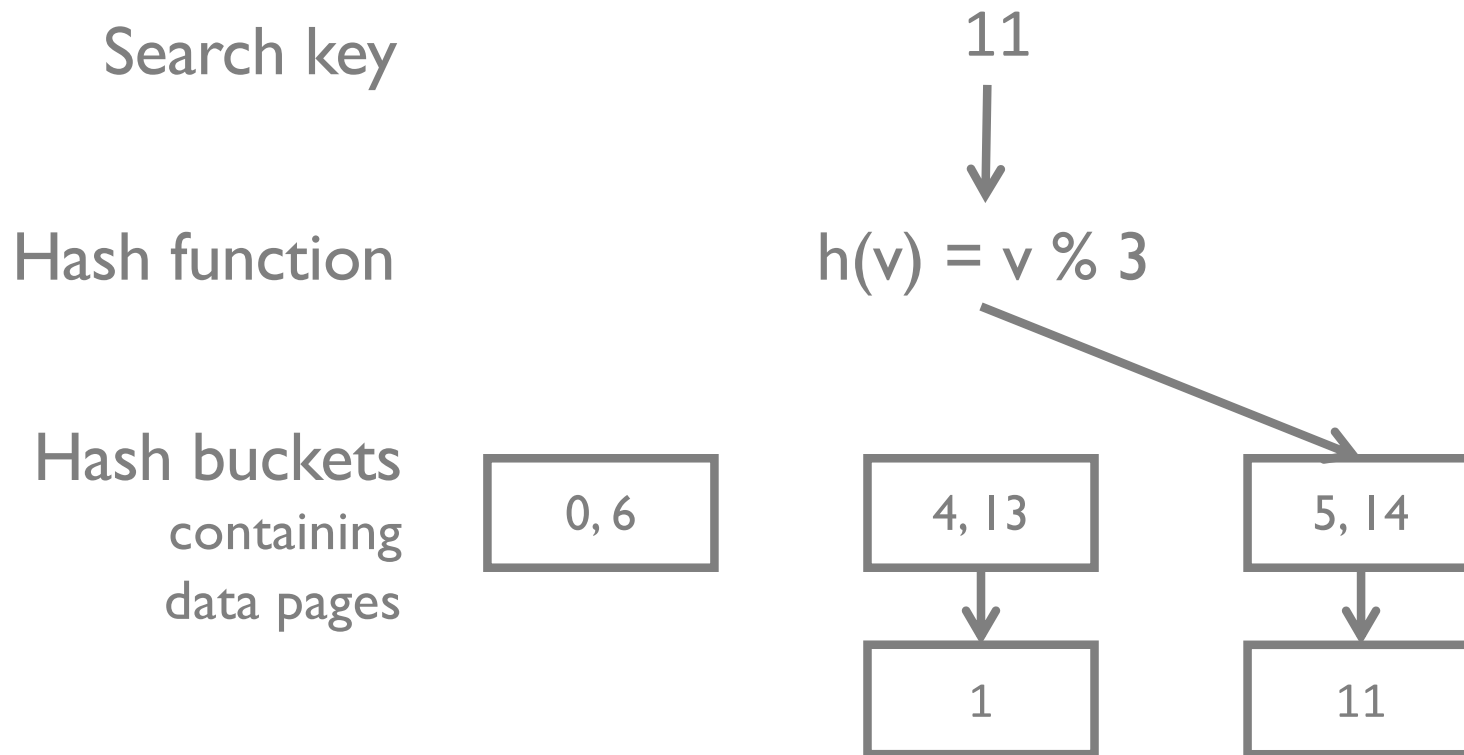 Search key
11
Hash function
h(v) = v % 3
Hash buckets
containing
data pages
0, 6
4, 13
5, 14
1
11